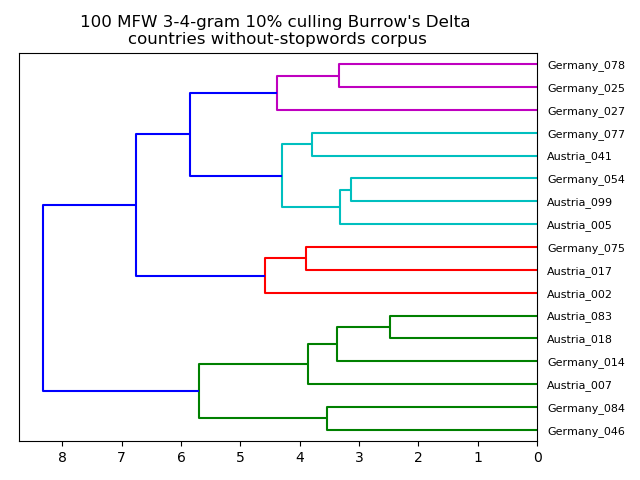 100 MFW 3-4-gram 10% culling Burrow's Delta
countries without-stopwords corpus
Germany_078
Germany_025
Germany_027
Germany_077
Austria_041
Germany_054
Austria_099
Austria_005
Germany_075
Austria_017
Austria_002
Austria_083
Austria_018
Germany_014
Austria_007
Germany_084
Germany_046
8 7 6 5 4 3 2 1 0